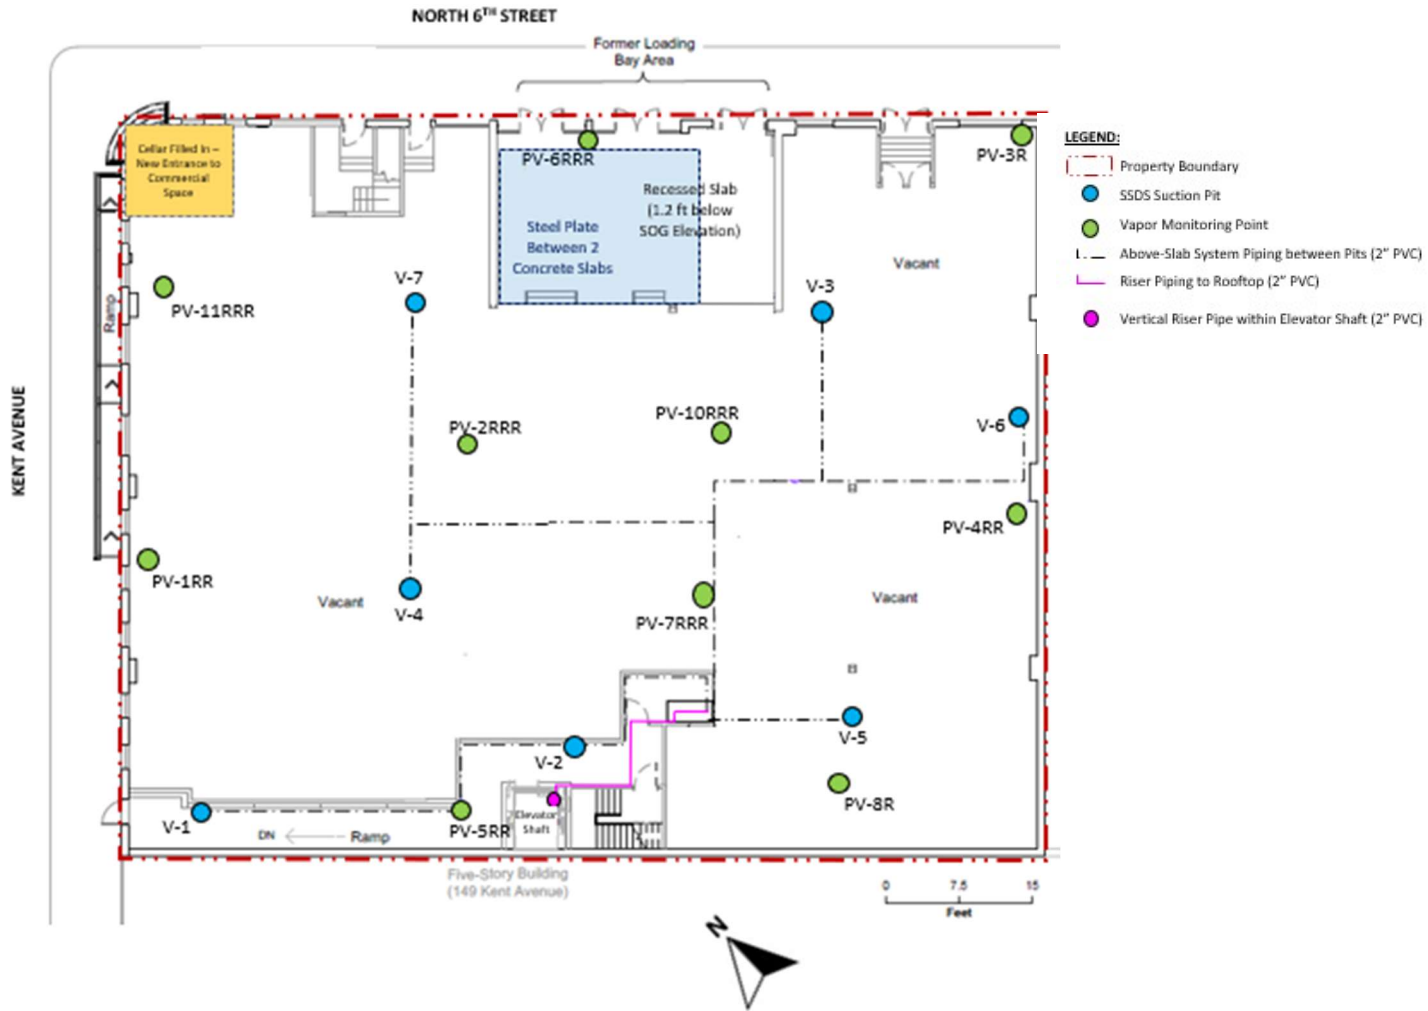 NORTH 6TH STREET
Former Loading
Bay Area
LEGEND:
Property Boundary
SSDS Suction Pit
Vapor Monitoring Point
Above-Slab System Piping between Pits (2” PVC)
Riser Piping to Rooftop (2” PVC)
Vertical Riser Pipe within Elevator Shaft (2” PVC)
Cellar Filled In –
New Entrance to
Commercial
Space
PV-6RRR
PV-3R
Recessed Slab
(1.2 ft below
SOG Elevation)
Steel Plate
Between 2
Concrete Slabs
Vacant
V-7
V-3
PV-11RRR
Ramp
KENT AVENUE
PV-2RRR
PV-10RRR
V-6
PV-4RR
PV-1RR
Vacant
V-4
PV-7RRR
Vacant
V-5
V-2
PV-8R
V-1
DN
Ramp
PV-5RR
Elevator
Shaft
Five-Story Building
(149 Kent Avenue)
0 7.5 15
Feet
N